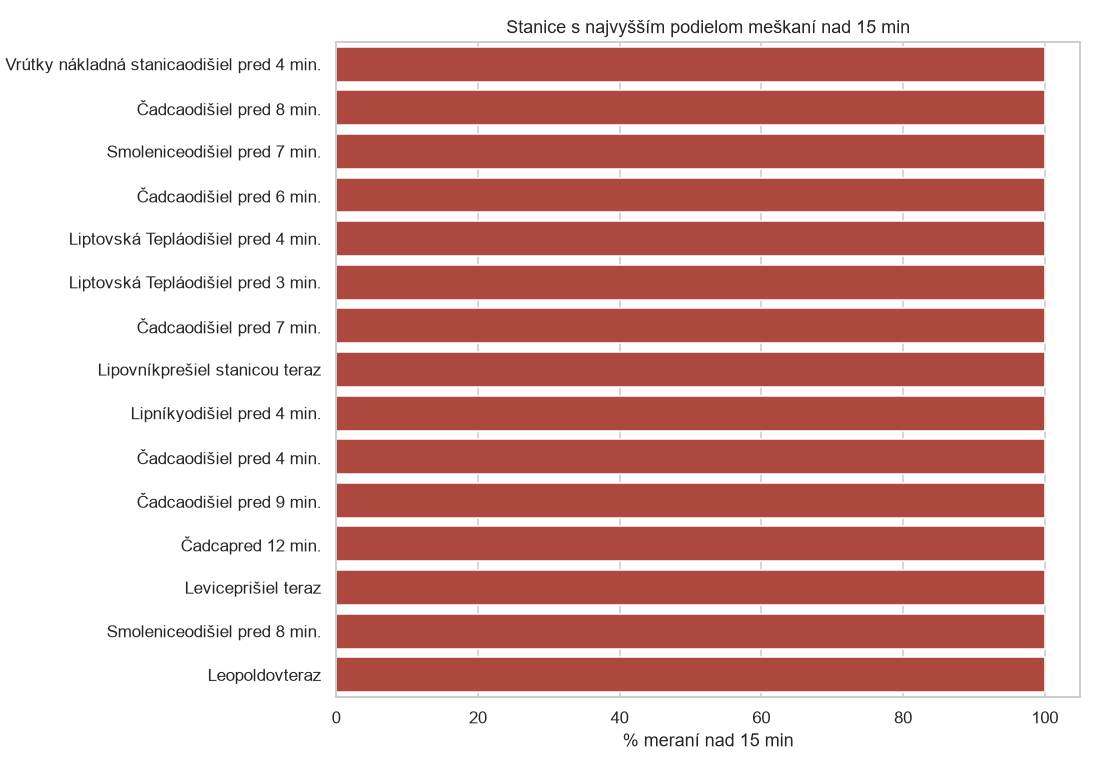 Stanice s najvyšším podielom meškaní nad 15 min
Vrútky nákladná stanicaodišiel pred 4 min.
Čadcaodišiel pred 8 min.
Smoleniceodišiel pred 7 min.
Čadcaodišiel pred 6 min.
Liptovská Tepláodišiel pred 4 min.
Liptovská Tepláodišiel pred 3 min.
Čadcaodišiel pred 7 min.
Lipovníkprešiel stanicou teraz
Lipníkyodišiel pred 4 min.
Čadcaodišiel pred 4 min.
Čadcaodišiel pred 9 min.
Čadcapred 12 min.
Leviceprišiel teraz
Smoleniceodišiel pred 8 min.
Leopoldovteraz
0 20 40 60 80 100
% meraní nad 15 min